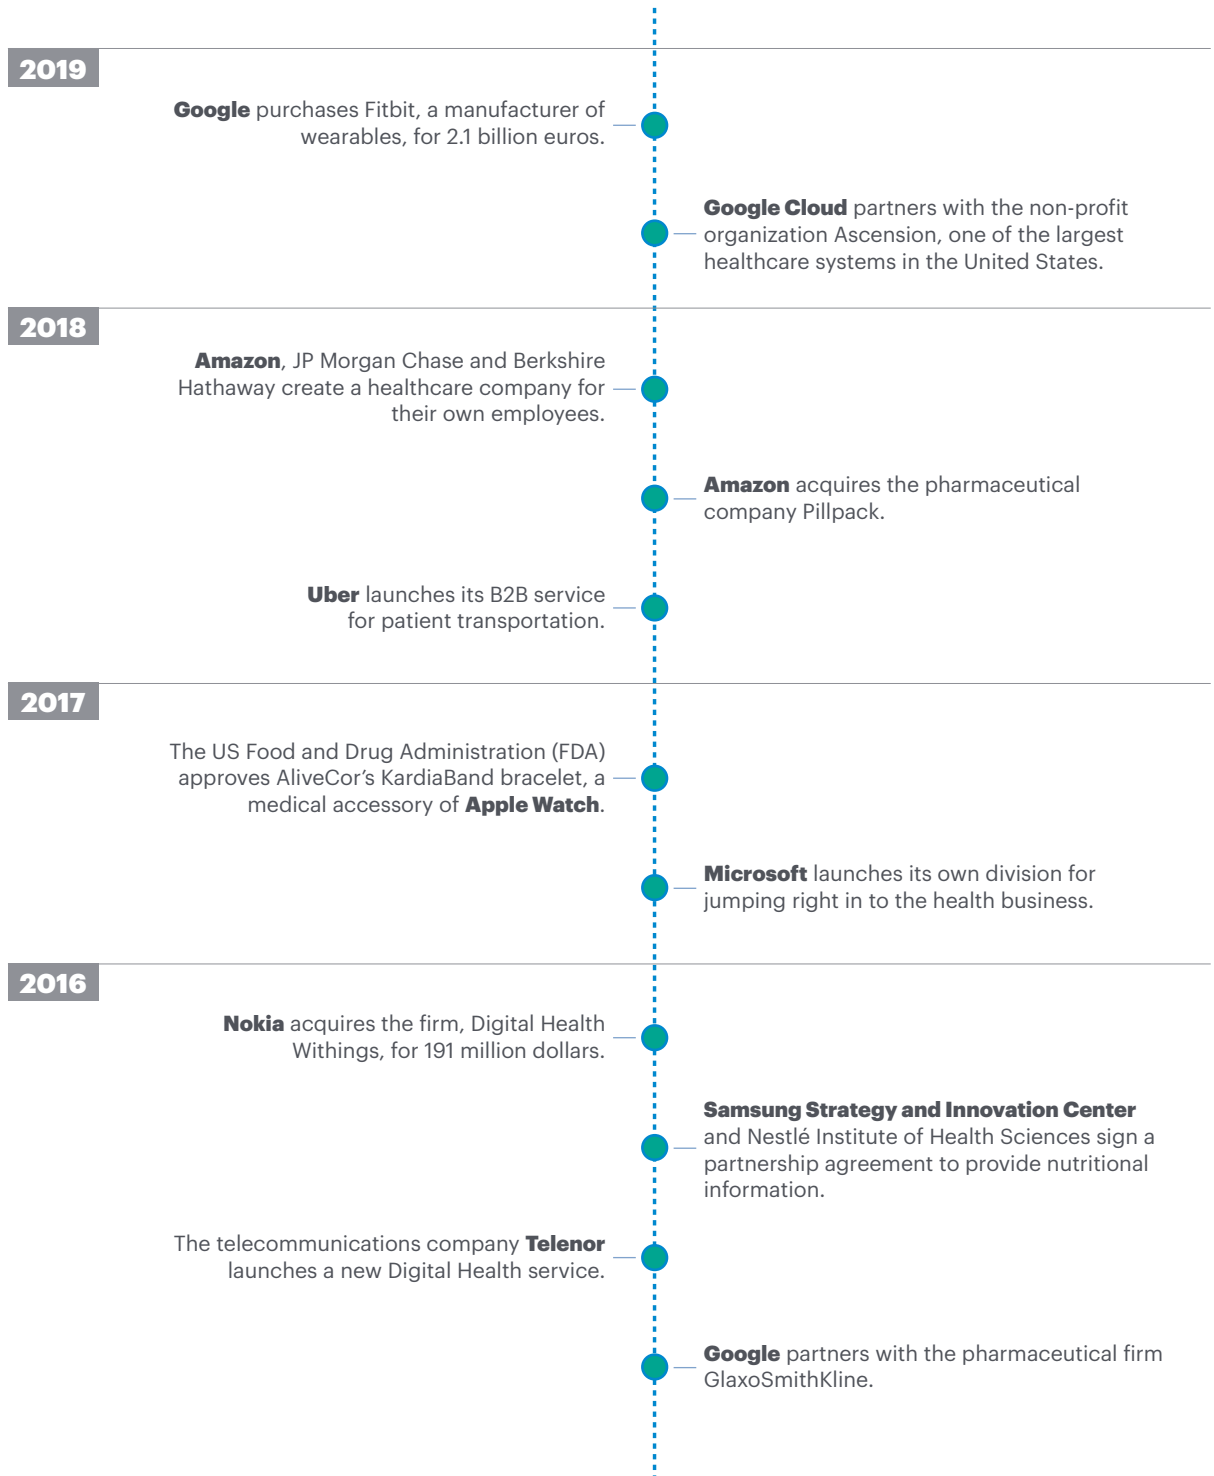 2019
Google purchases Fitbit, a manufacturer of
wearables, for 2.1 billion euros.
Google Cloud partners with the non-profit
organization Ascension, one of the largest
healthcare systems in the United States.
2018
Amazon, JP Morgan Chase and Berkshire
Hathaway create a healthcare company for
their own employees.
Amazon acquires the pharmaceutical
company Pillpack.
Uber launches its B2B service
for patient transportation.
2017
The US Food and Drug Administration (FDA)
approves AliveCor’s KardiaBand bracelet, a
medical accessory of Apple Watch.
Microsoft launches its own division for
jumping right in to the health business.
2016
Nokia acquires the firm, Digital Health
Withings, for 191 million dollars.
Samsung Strategy and Innovation Center
and Nestlé Institute of Health Sciences sign a
partnership agreement to provide nutritional
information.
The telecommunications company Telenor
launches a new Digital Health service.
Google partners with the pharmaceutical firm
GlaxoSmithKline.